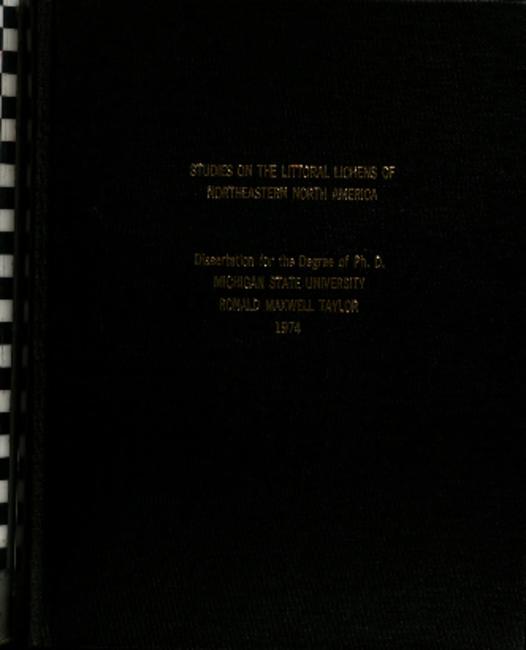 STUDIES ON THE LITTORAL LICHENS OF
NORTHEASTERN NORTH AMERICA
Dissertation for the Degree of Ph. D.
MICHIGAN STATE UNIVERSITY
RONALD MAXWELL TAYLOR
1974